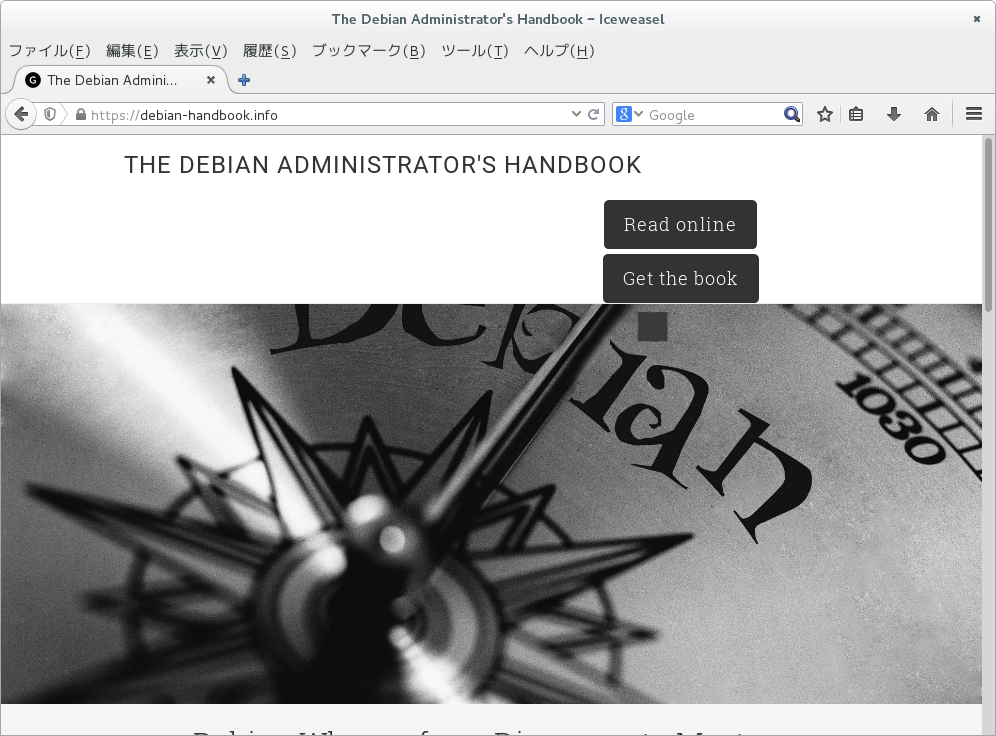 The Debian Administrator's Handbook – Iceweasel
ファイル(F) 編集(E) 表示(V) 履歴(S) ブックマーク(B) ツール(T) ヘルプ(H)
The Debian Admini...
https://debian-handbook.info
Google
THE DEBIAN ADMINISTRATOR'S HANDBOOK
Read online
Get the book
Debian
1030